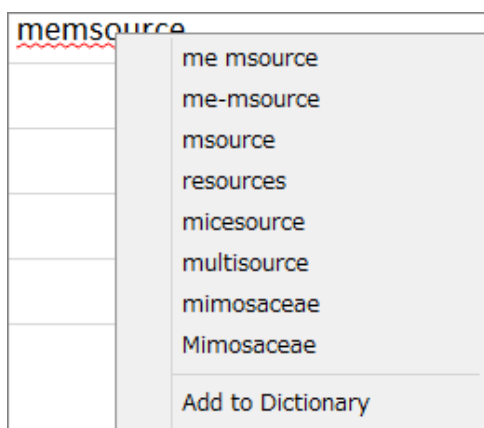 memsource
me msource
me-msource
msource
resources
micesource
multisource
mimosaceae
Mimosaceae
Add to Dictionary